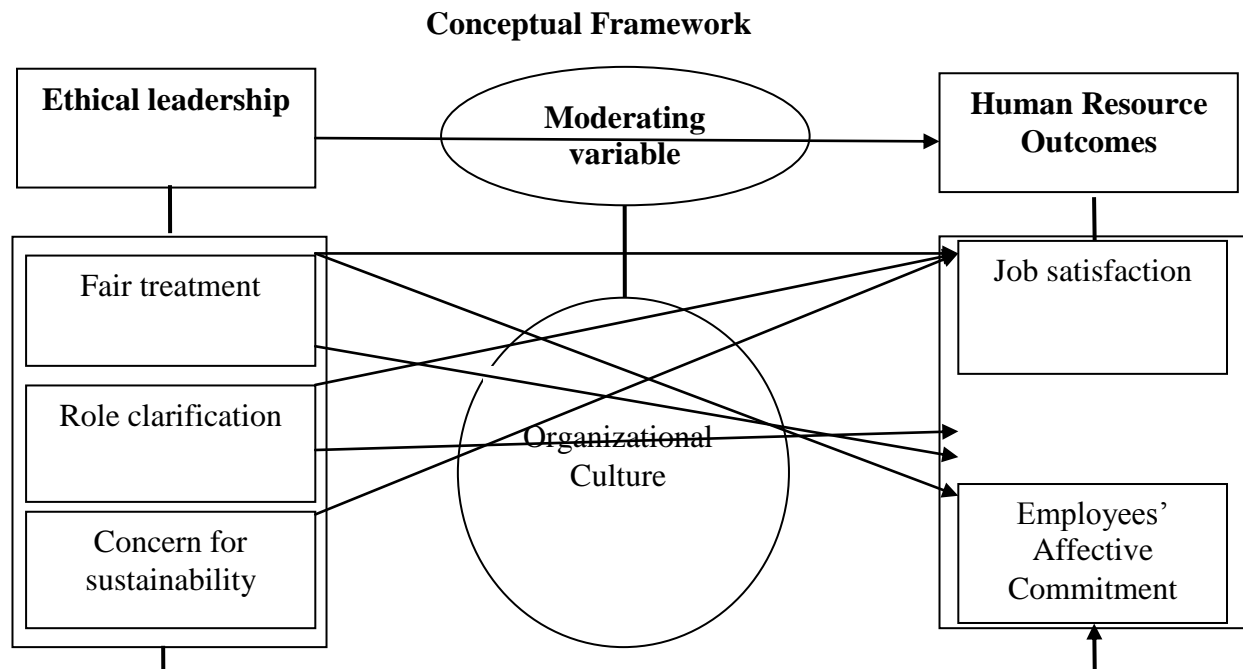 Conceptual Framework
Ethical leadership
Moderating
variable
Human Resource
Outcomes
Fair treatment
Role clarification
Concern for
sustainability
Organizational
Culture
Job satisfaction
Employees’
Affective
Commitment